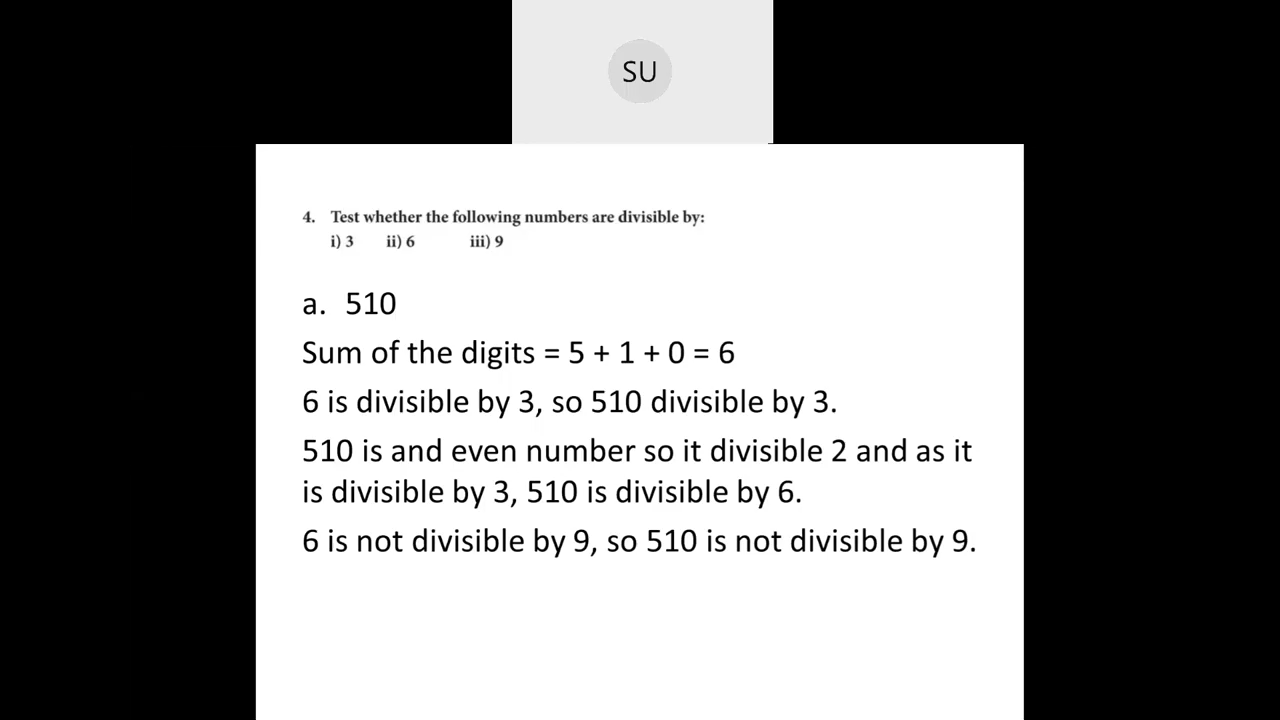 SU
4. Test whether the following numbers are divisible by:
i) 3 ii) 6 iii) 9
a. 510
Sum of the digits = 5 + 1 + 0 = 6
6 is divisible by 3, so 510 divisible by 3.
510 is and even number so it divisible 2 and as it
is divisible by 3, 510 is divisible by 6.
6 is not divisible by 9, so 510 is not divisible by 9.